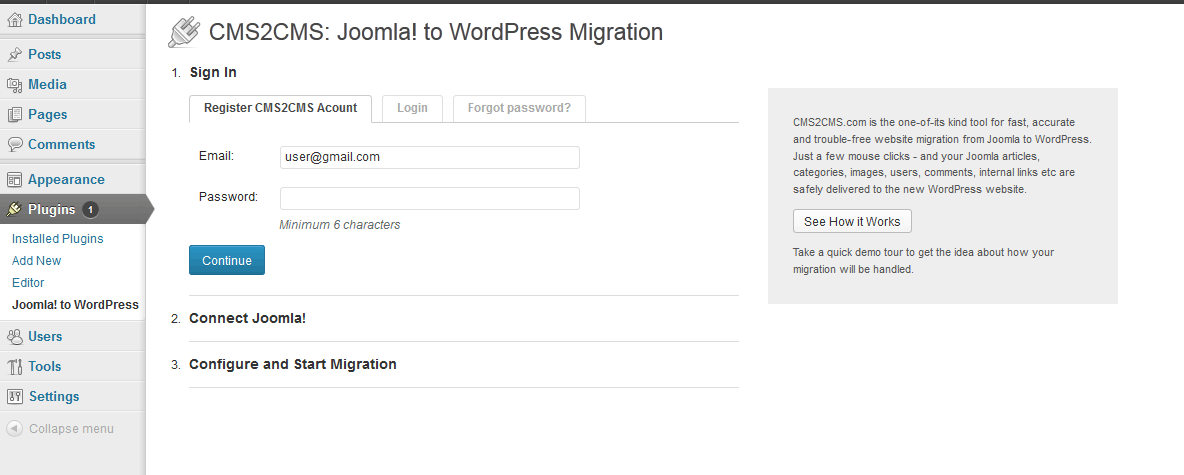 Dashboard
Posts
Media
Pages
Comments
Appearance
Plugins 1
Installed Plugins
Add New
Editor
Joomla! to WordPress
Users
Tools
Settings
Collapse menu
CMS2CMS: Joomla! to WordPress Migration
1. Sign In
Register CMS2CMS Acount Login Forgot password?
Email: user@gmail.com
Password:
Minimum 6 characters
Continue
2. Connect Joomla!
3. Configure and Start Migration
CMS2CMS.com is the one-of-its kind tool for fast, accurate
and trouble-free website migration from Joomla to WordPress.
Just a few mouse clicks - and your Joomla articles,
categories, images, users, comments, internal links etc are
safely delivered to the new WordPress website.
See How it Works
Take a quick demo tour to get the idea about how your
migration will be handled.